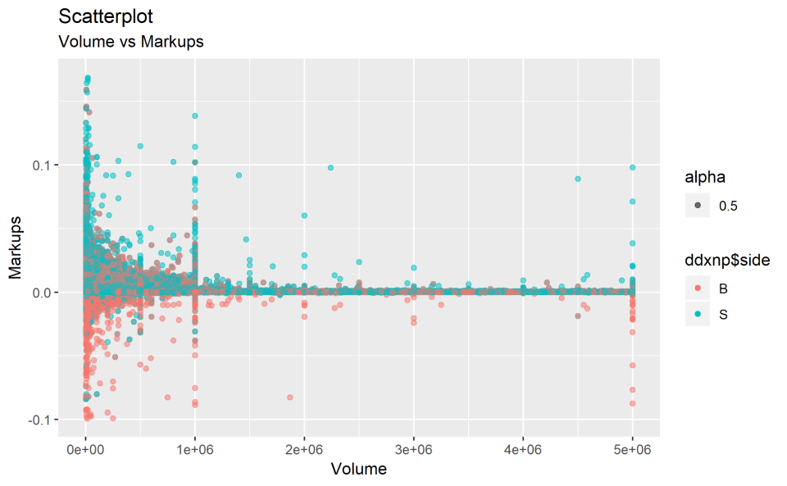 Scatterplot
Volume vs Markups
0.1
0.0
-0.1
Markups
0e+00 1e+06 2e+06 3e+06 4e+06 5e+06
Volume
alpha
0.5
ddxnp$side
B
S